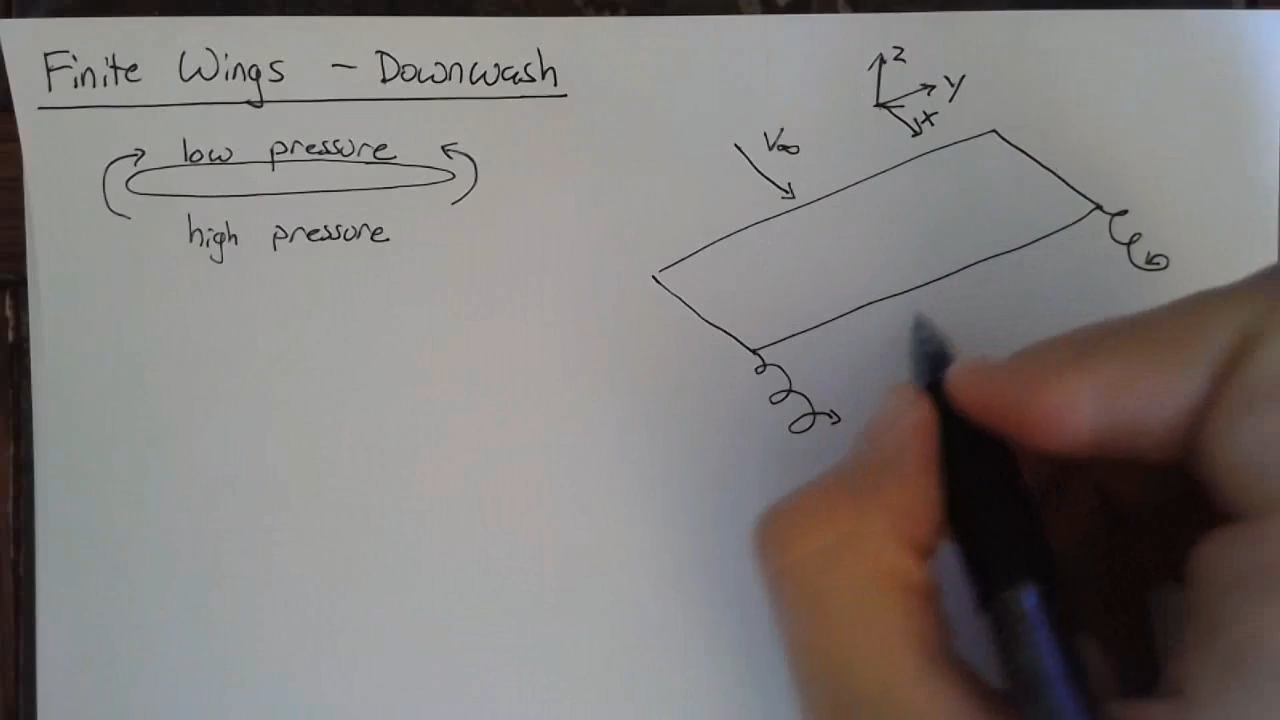 Finite Wings - Downwash
low pressure
high pressure
z
y
x
V∞